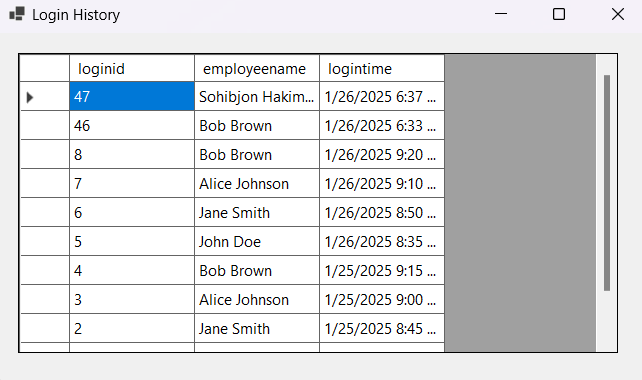 Login History
loginid employeename logintime
47 Sohibjon Hakim... 1/26/2025 6:37 ...
46 Bob Brown 1/26/2025 6:33 ...
8 Bob Brown 1/26/2025 9:20 ...
7 Alice Johnson 1/26/2025 9:10 ...
6 Jane Smith 1/26/2025 8:50 ...
5 John Doe 1/26/2025 8:35 ...
4 Bob Brown 1/25/2025 9:15 ...
3 Alice Johnson 1/25/2025 9:00 ...
2 Jane Smith 1/25/2025 8:45 ...